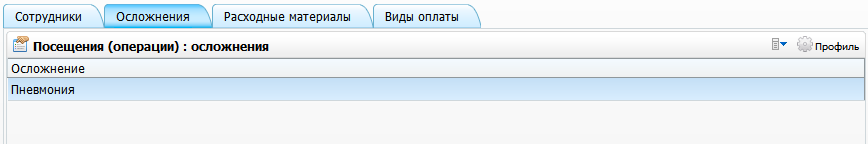 Сотрудники Осложнения Расходные материалы Виды оплаты
Посещения (операции) : осложнения Профиль
Осложнение
Пневмония